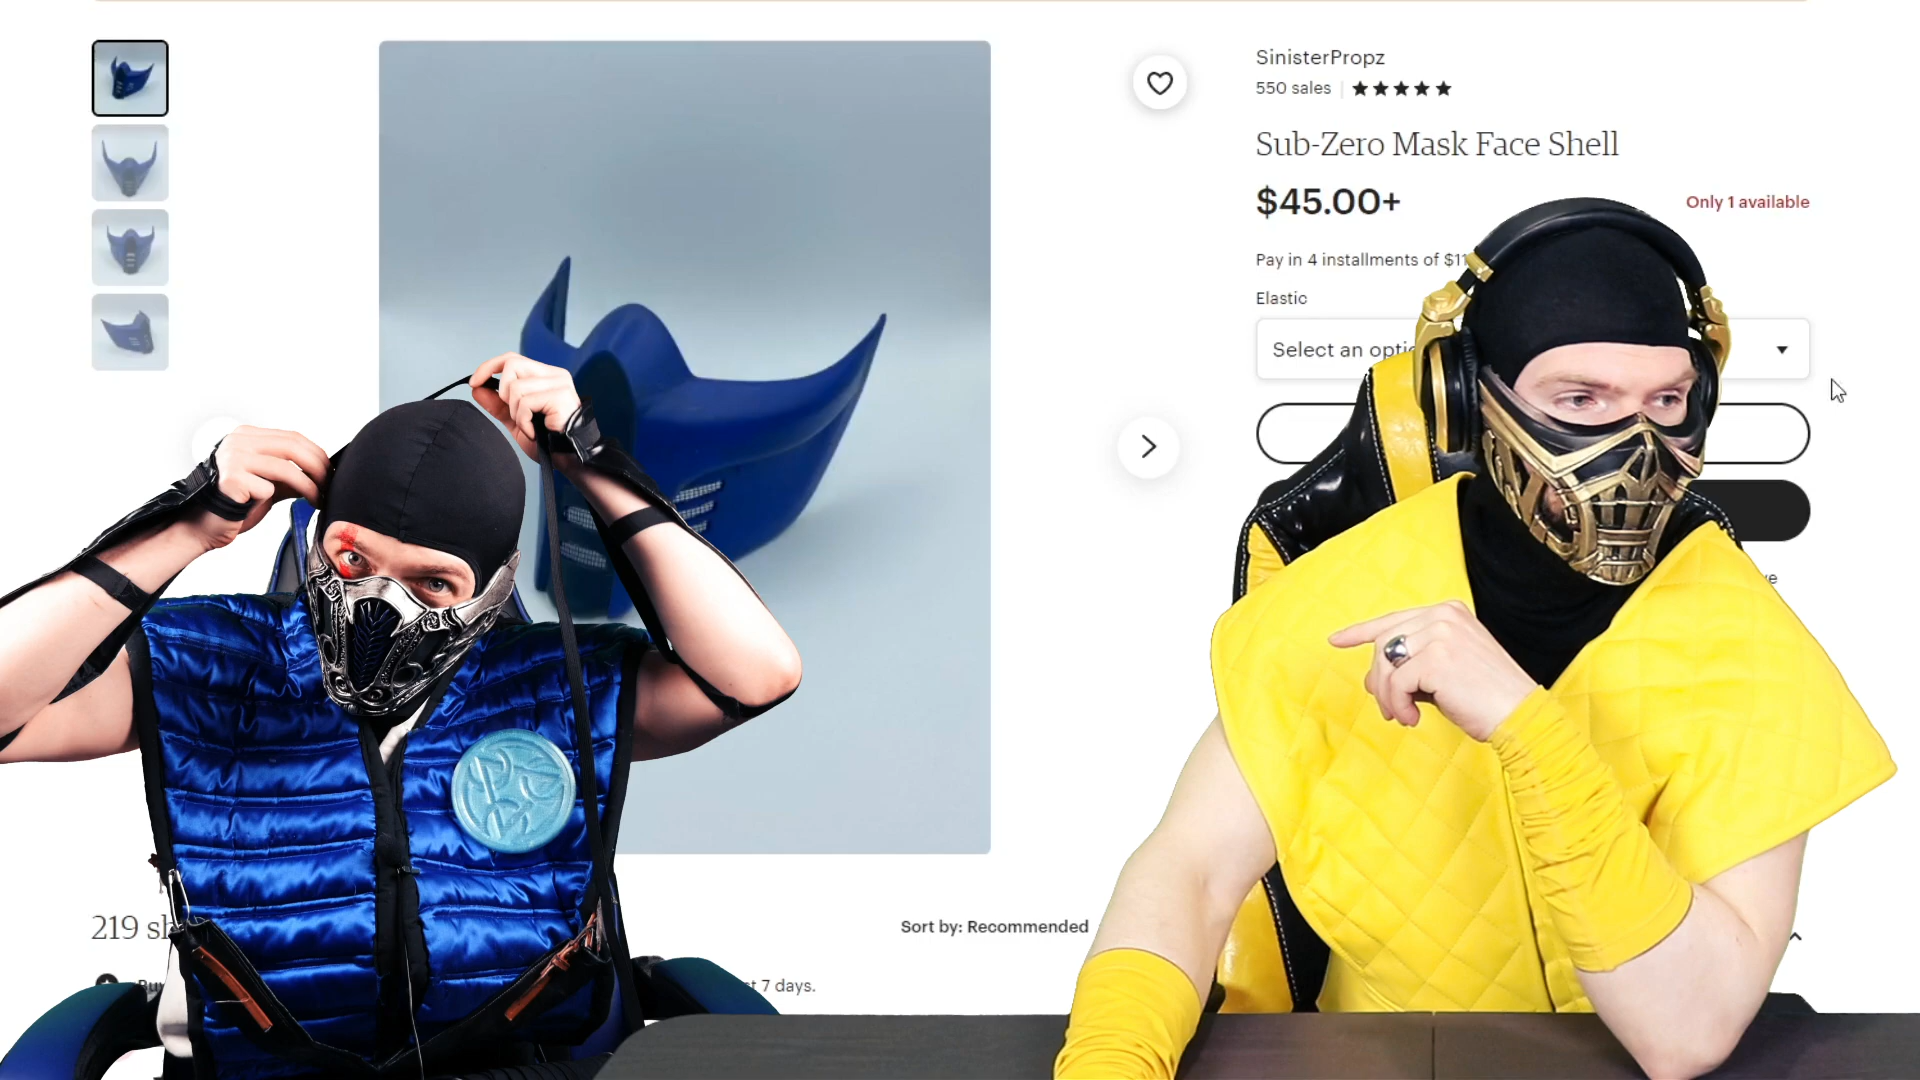 SinisterPropz
550 sales
Sub-Zero Mask Face Shell
$45.00+
Only 1 available
Pay in 4 installments of
Elastic
Select an
219
Sort by: Recommended
7 days.